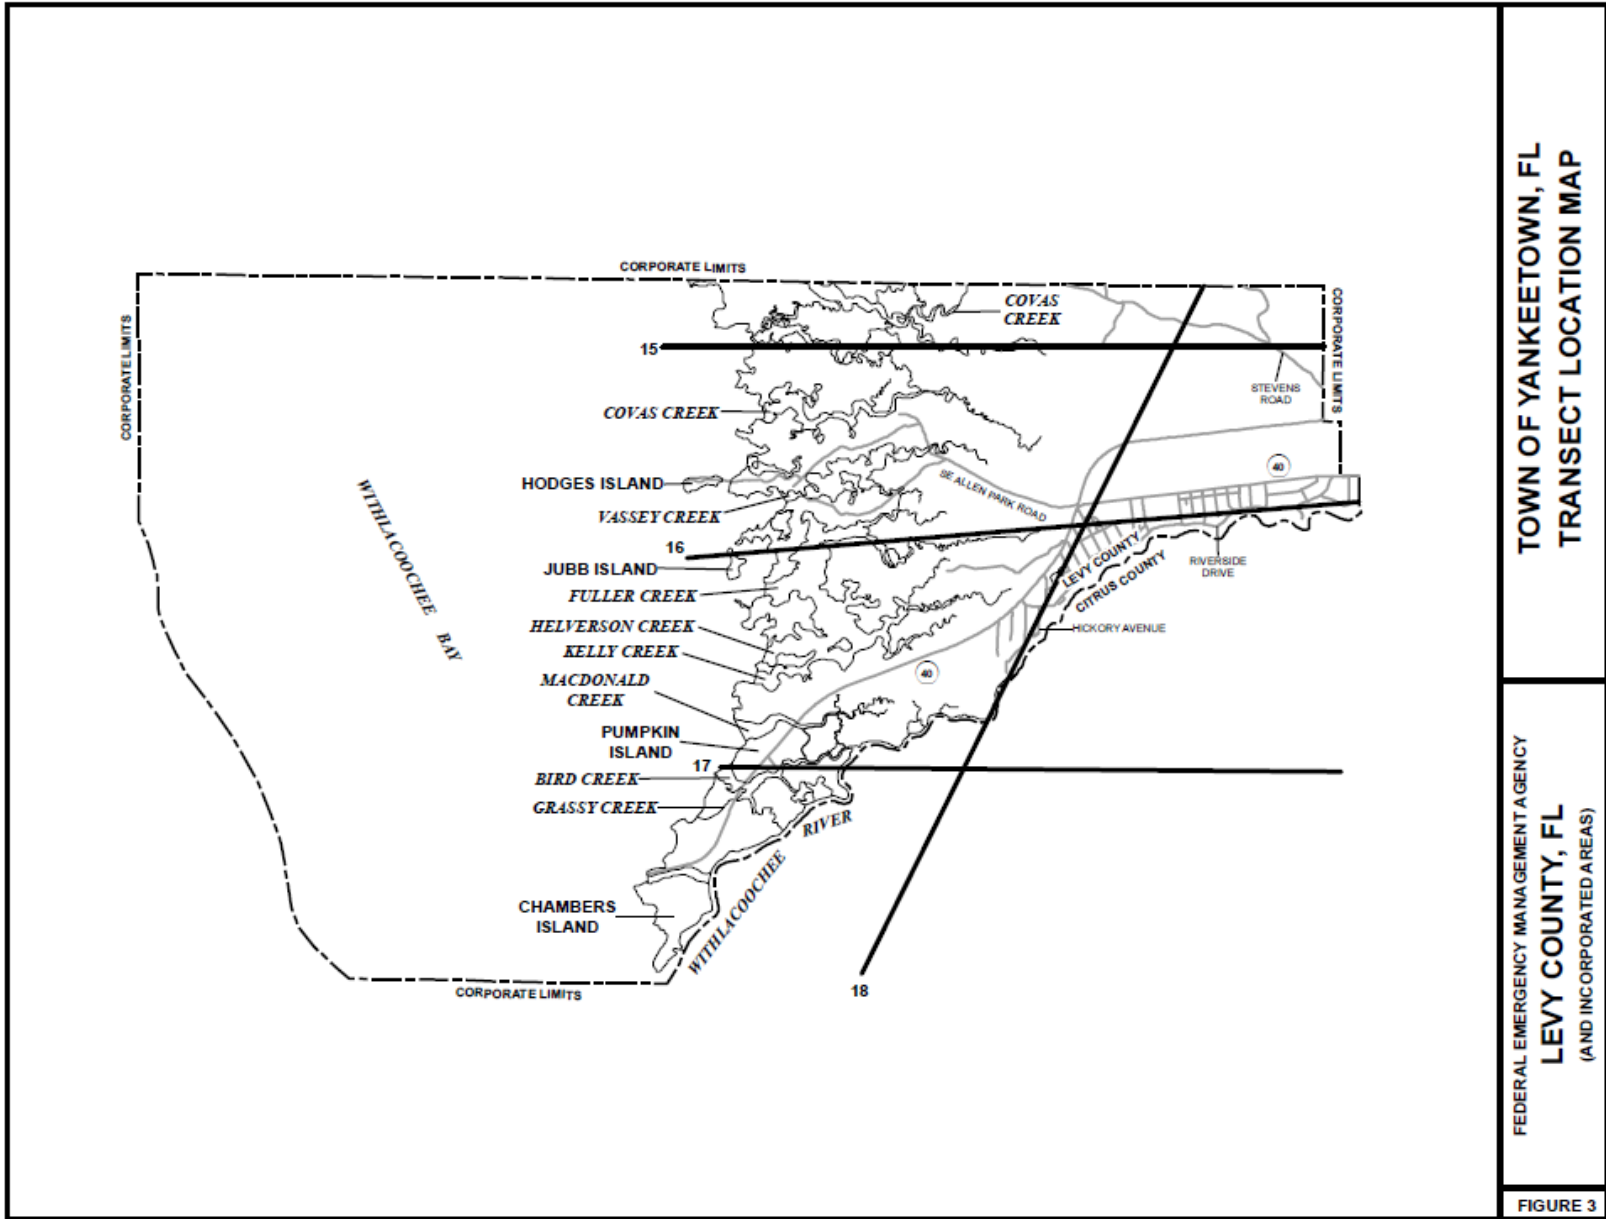 CORPORATE LIMITS
COVAS
CREEK
CORPORATE LIMITS
CORPORATE LIMITS
15
STEVENS
ROAD
COVAS CREEK
40
HODGES ISLAND
SE ALLEN PARK ROAD
VASSEY CREEK
WITHLACOOCHEE BAY
16
JUBB ISLAND
LEVY COUNTY
RIVERSIDE
DRIVE
CITRUS COUNTY
FULLER CREEK
HELVERSON CREEK
HICKORY AVENUE
KELLY CREEK
40
MACDONALD
CREEK
PUMPKIN
ISLAND
17
BIRD CREEK
GRASSY CREEK
WITHLACOOCHEE RIVER
CHAMBERS
ISLAND
18
CORPORATE LIMITS
TOWN OF YANKEETOWN, FL
TRANSECT LOCATION MAP
FEDERAL EMERGENCY MANAGEMENT AGENCY
LEVY COUNTY, FL
(AND INCORPORATED AREAS)
FIGURE 3